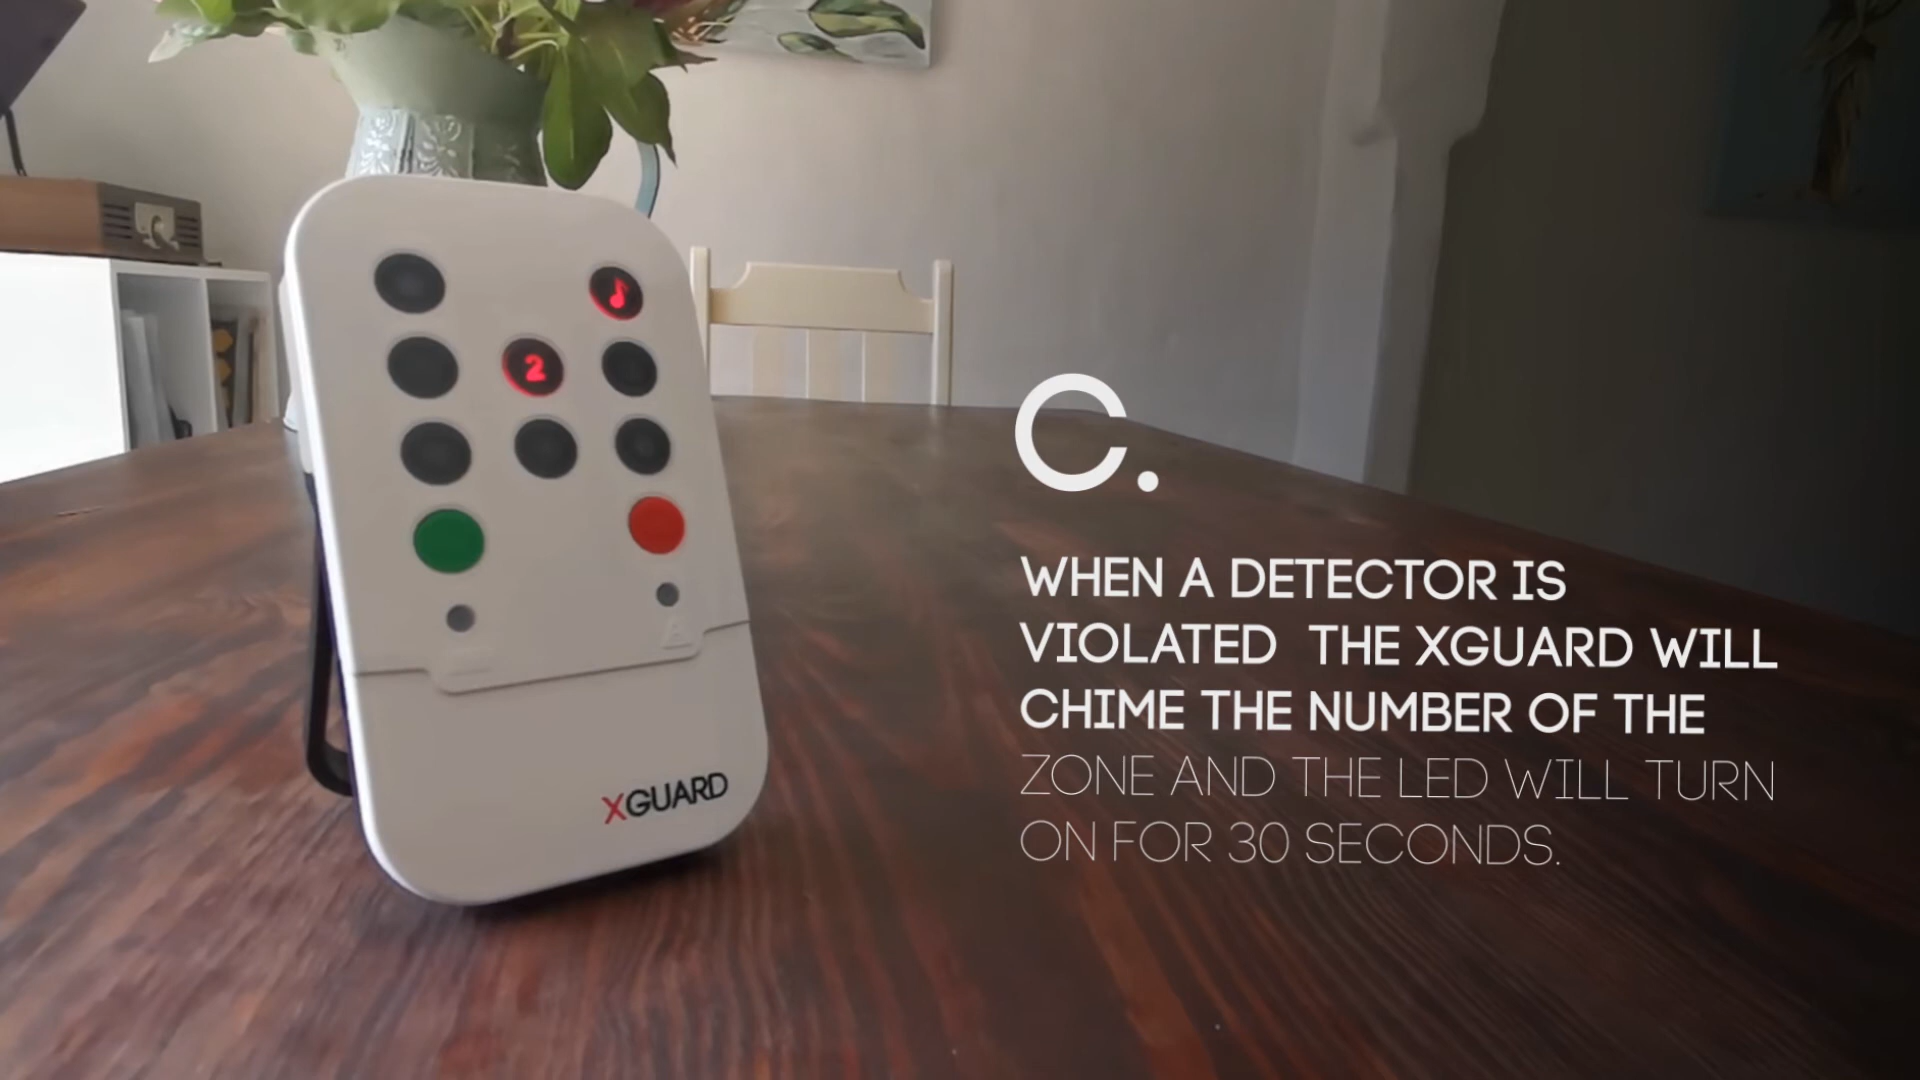 2
XGUARD
C.
WHEN A DETECTOR IS
VIOLATED THE XGUARD WILL
CHIME THE NUMBER OF THE
ZONE AND THE LED WILL TURN
ON FOR 30 SECONDS.